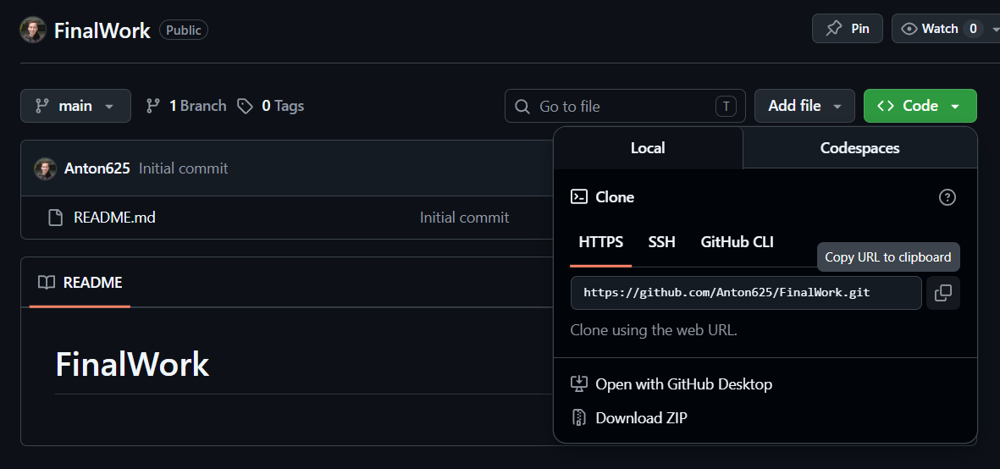 FinalWork Public Pin Watch 0
main 1 Branch 0 Tags Go to file T Add file Code
Local Codespaces
Anton625 Initial commit
Clone
README.md Initial commit
HTTPS SSH GitHub CLI
Copy URL to clipboard
README
https://github.com/Anton625/FinalWork.git
Clone using the web URL.
FinalWork
Open with GitHub Desktop
Download ZIP